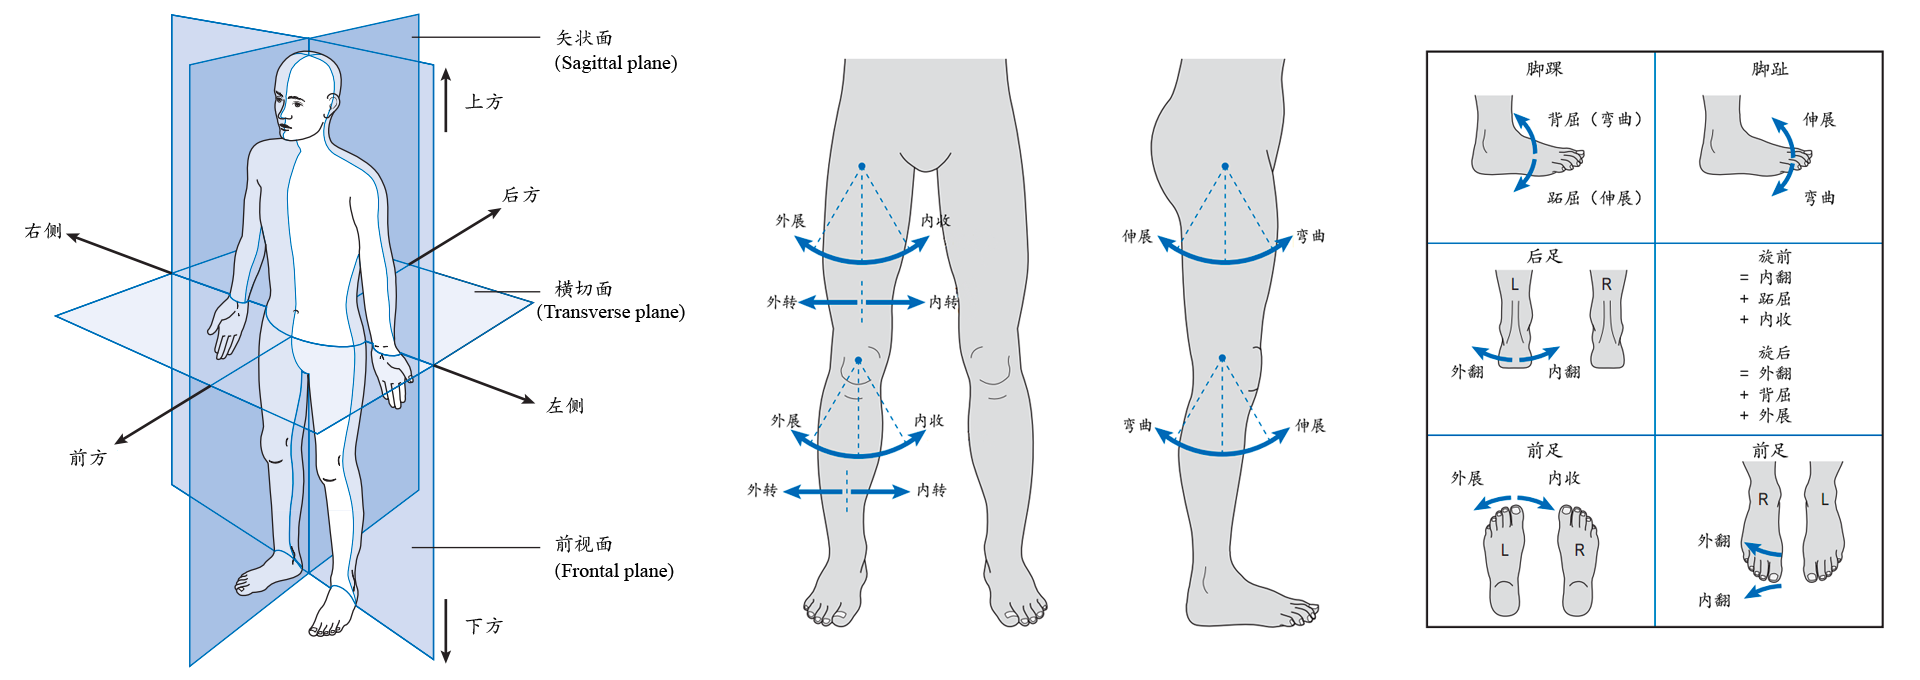 矢状面
(Sagittal plane)
上方
后方
右侧
横切面
(Transverse plane)
左侧
前方
前视面
(Frontal plane)
下方
外展
内收
外转
内转
外展
内收
外转
内转
伸展
弯曲
弯曲
伸展
脚踝
背屈（弯曲）
跖屈（伸展）
脚趾
伸展
弯曲
后足
L
R
外翻
内翻
旋前
= 内翻
+ 跖屈
+ 内收
旋后
= 外翻
+ 背屈
+ 外展
前足
外展
内收
L
R
前足
R
L
外翻
内翻